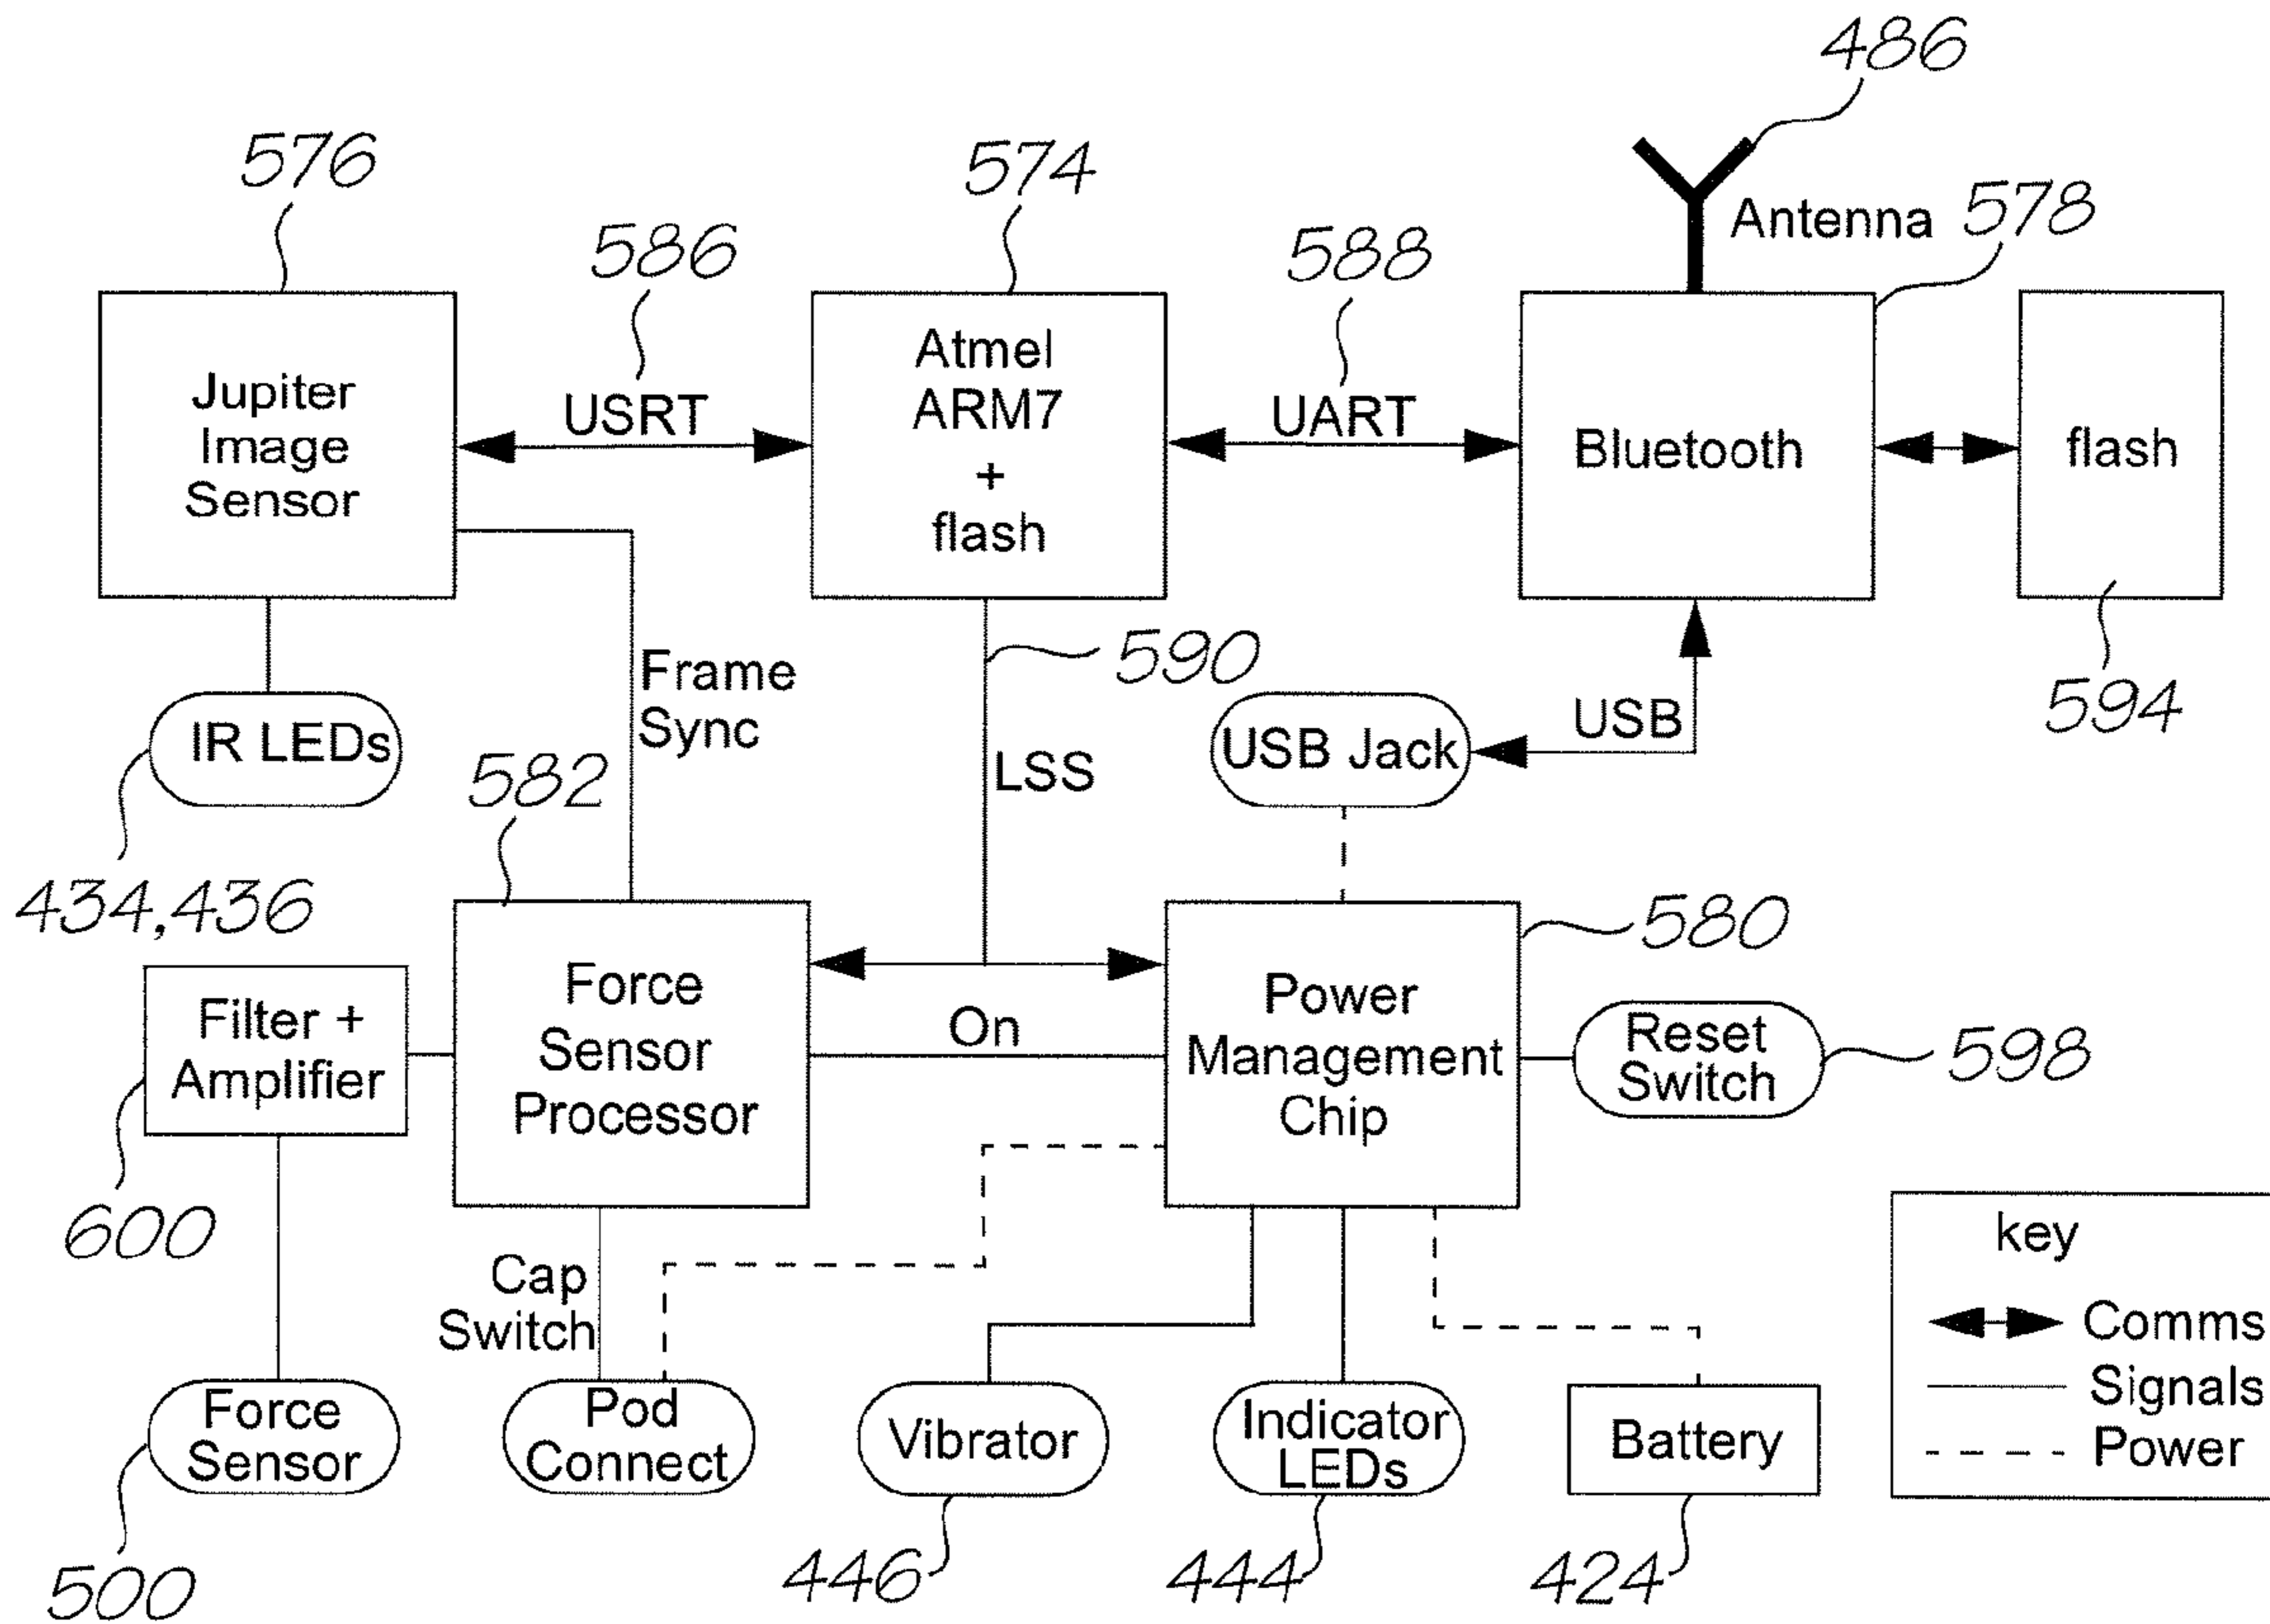 486
576
574
586
588
Antenna
578
Jupiter
Image
Sensor
USRT
Atmel
ARM7
+
flash
UART
Bluetooth
flash
594
IR LEDs
434,436
Frame
Sync
590
LSS
USB Jack
USB
582
580
Filter +
Amplifier
600
Force
Sensor
Processor
On
Power
Management
Chip
Reset
Switch
598
Cap
Switch
Force
Sensor
500
Pod
Connect
Vibrator
446
Indicator
LEDs
444
Battery
424
key
Comms
Signals
Power